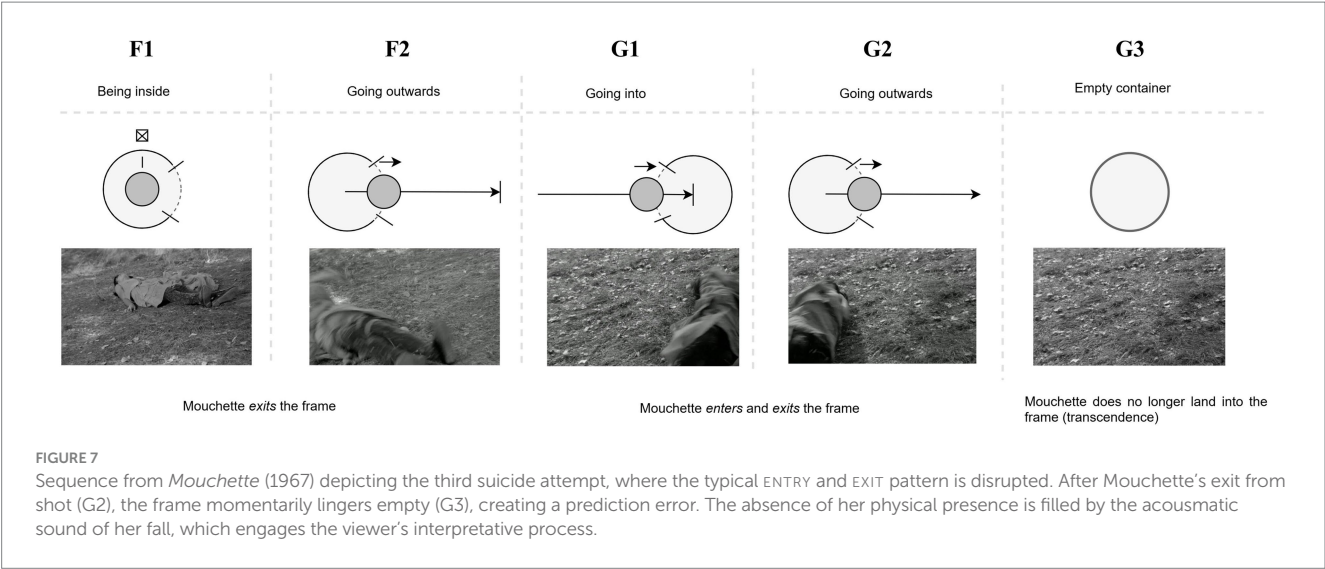 F1
F2
G1
G2
G3
Being inside
Going outwards
Going into
Going outwards
Empty container
Mouchette exits the frame
Mouchette enters and exits the frame
Mouchette does no longer land into the
frame (transcendence)
FIGURE 7
Sequence from Mouchette (1967) depicting the third suicide attempt, where the typical ENTRY and EXIT pattern is disrupted. After Mouchette’s exit from
shot (G2), the frame momentarily lingers empty (G3), creating a prediction error. The absence of her physical presence is filled by the acousmatic
sound of her fall, which engages the viewer’s interpretative process.